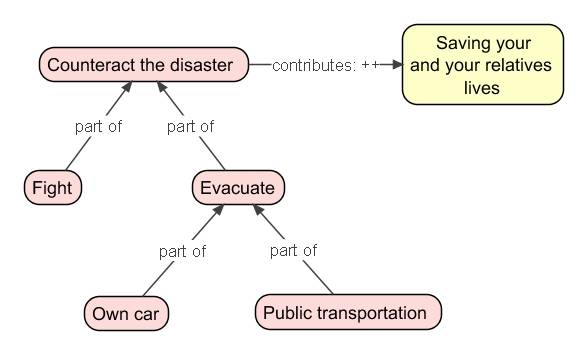 Counteract the disaster
contributes: ++
Saving your
and your relatives
lives
part of
part of
Fight
Evacuate
part of
part of
Own car
Public transportation